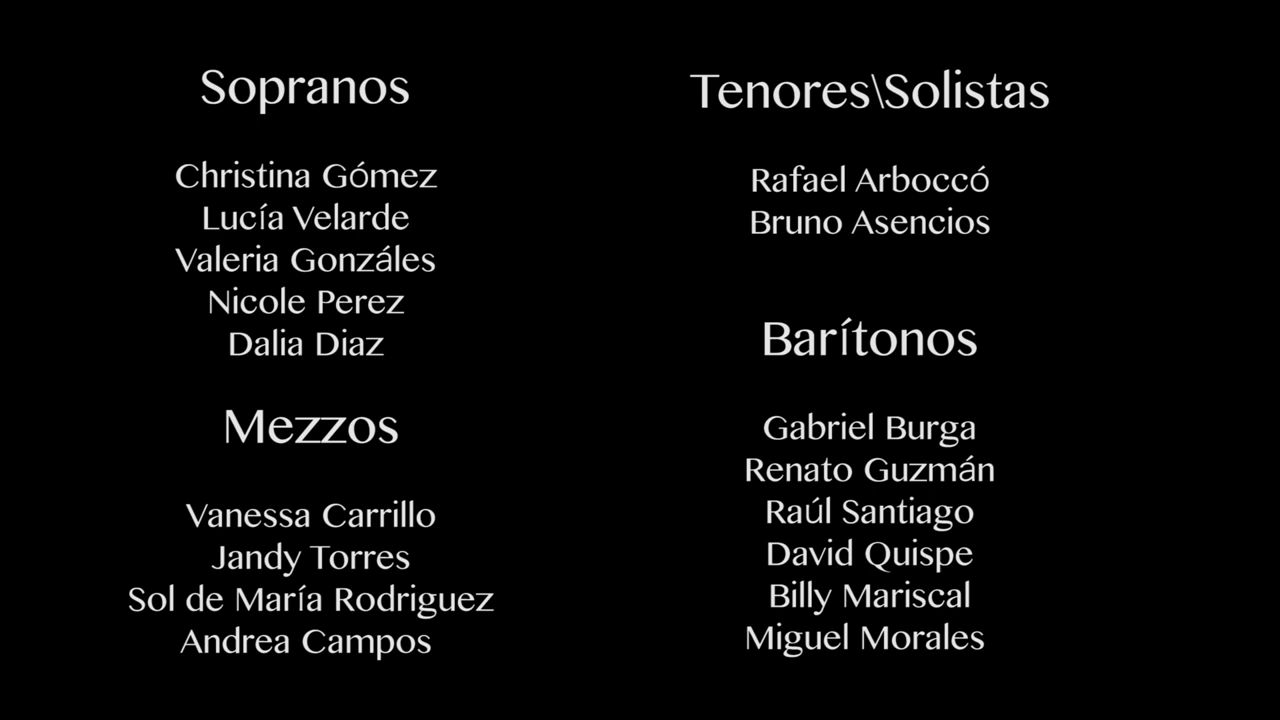 Sopranos
Christina Gómez
Lucía Velarde
Valeria Gonzáles
Nicole Perez
Dalia Diaz
Mezzos
Vanessa Carrillo
Jandy Torres
Sol de María Rodriguez
Andrea Campos
Tenores\Solistas
Rafael Arboccó
Bruno Asencios
Barítonos
Gabriel Burga
Renato Guzmán
Raúl Santiago
David Quispe
Billy Mariscal
Miguel Morales